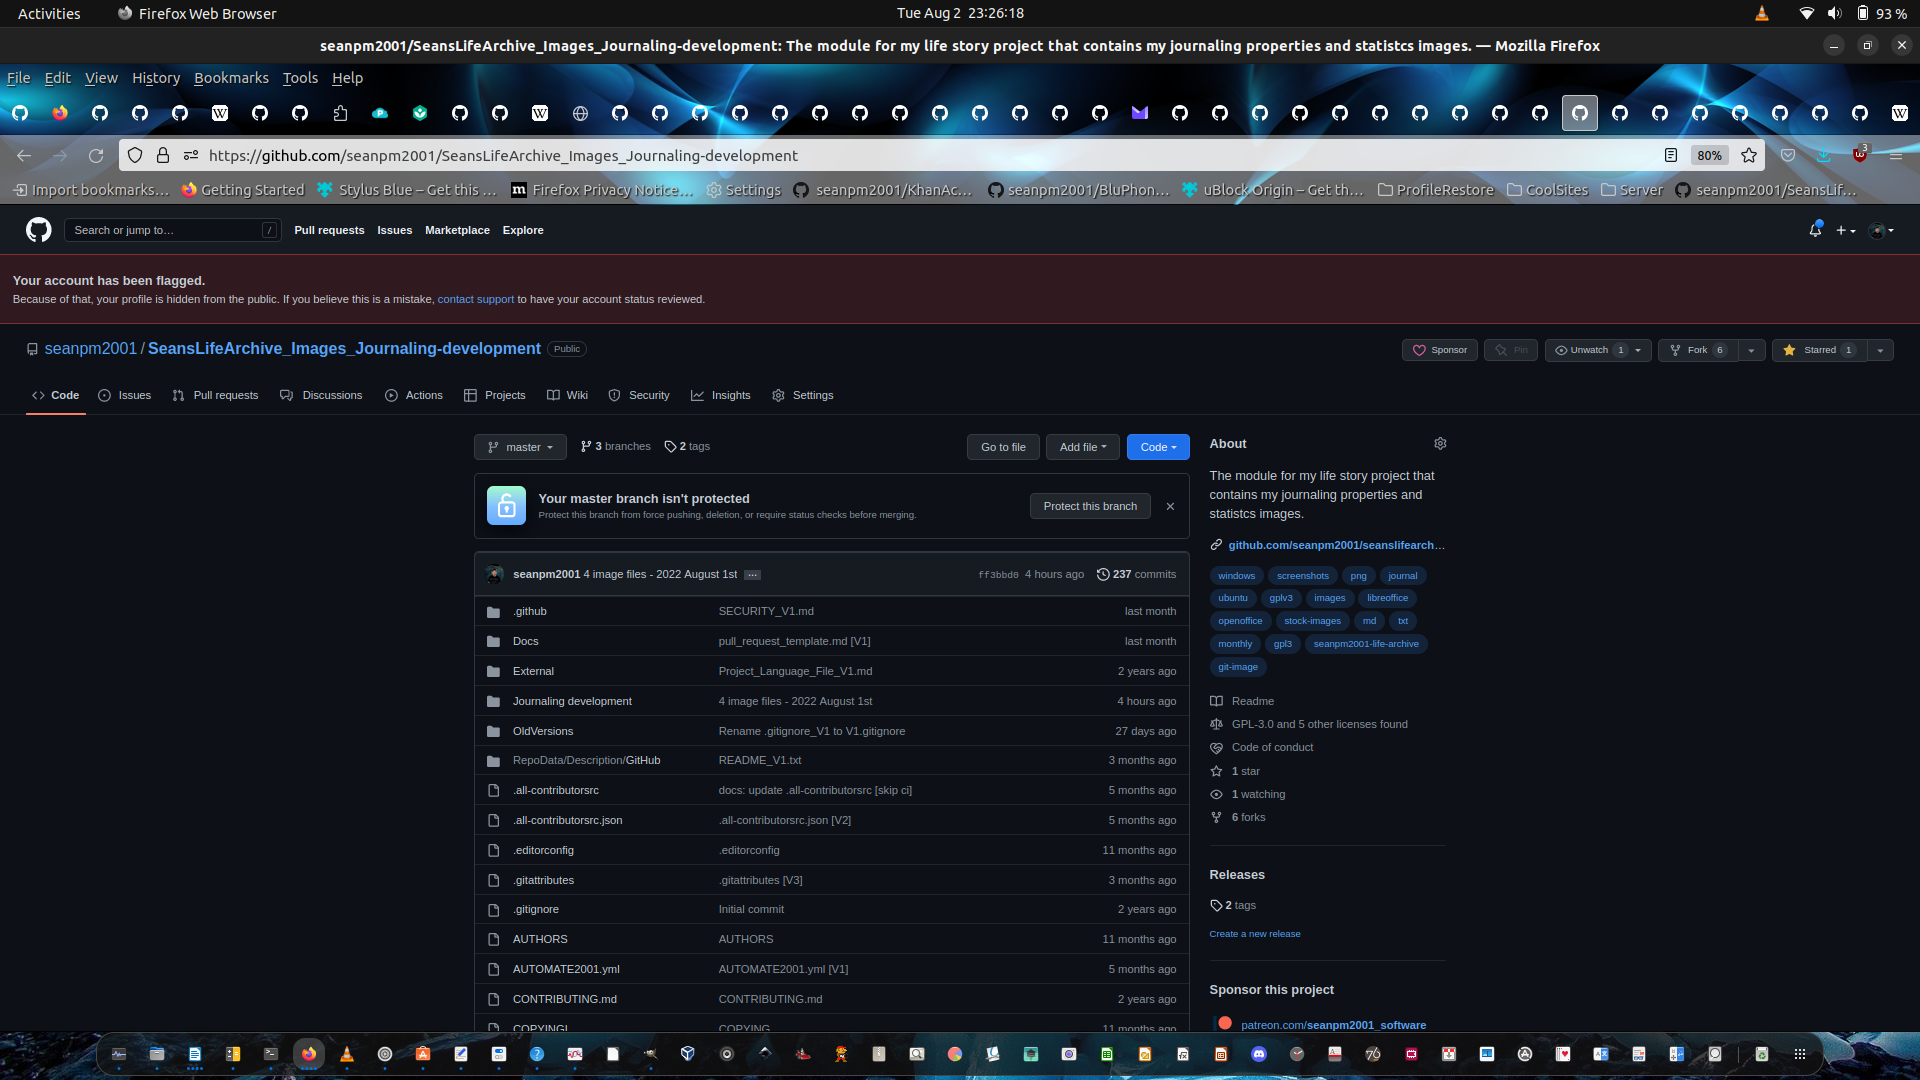 Activities
Firefox Web Browser
Tue Aug 2 23:26:18
93 %
seanpm2001/SeansLifeArchive_Images_Journaling-development: The module for my life story project that contains my journaling properties and statistcs images. — Mozilla Firefox
File Edit View History Bookmarks Tools Help
https://github.com/seanpm2001/SeansLifeArchive_Images_Journaling-development
80%
3
Import bookmarks…
Getting Started
Stylus Blue – Get this …
Firefox Privacy Notice…
Settings
seanpm2001/KhanAc…
seanpm2001/BluPhon…
uBlock Origin – Get th…
ProfileRestore
CoolSites
Server
seanpm2001/SeansLif…
Search or jump to…
/
Pull requests
Issues
Marketplace
Explore
Your account has been flagged.
Because of that, your profile is hidden from the public. If you believe this is a mistake, contact support to have your account status reviewed.
seanpm2001 / SeansLifeArchive_Images_Journaling-development
Public
Sponsor
Pin
Unwatch 1
Fork 6
Starred 1
Code
Issues
Pull requests
Discussions
Actions
Projects
Wiki
Security
Insights
Settings
master
3 branches
2 tags
Go to file
Add file
Code
Your master branch isn't protected
Protect this branch from force pushing, deletion, or require status checks before merging.
Protect this branch
seanpm2001 4 image files - 2022 August 1st
ff3bbd0 4 hours ago
237 commits
.github SECURITY_V1.md last month
Docs pull_request_template.md [V1] last month
External Project_Language_File_V1.md 2 years ago
Journaling development 4 image files - 2022 August 1st 4 hours ago
OldVersions Rename .gitignore_V1 to V1.gitignore 27 days ago
RepoData/Description/GitHub README_V1.txt 3 months ago
.all-contributorsrc docs: update .all-contributorsrc [skip ci] 5 months ago
.all-contributorsrc.json .all-contributorsrc.json [V2] 5 months ago
.editorconfig .editorconfig 11 months ago
.gitattributes .gitattributes [V3] 3 months ago
.gitignore Initial commit 2 years ago
AUTHORS AUTHORS 11 months ago
AUTOMATE2001.yml AUTOMATE2001.yml [V1] 5 months ago
CONTRIBUTING.md CONTRIBUTING.md 2 years ago
COPYING 11 months ago
About
The module for my life story project that
contains my journaling properties and
statistcs images.
github.com/seanpm2001/seanslifearch…
windows screenshots png journal
ubuntu gplv3 images libreoffice
openoffice stock-images md txt
monthly gpl3 seanpm2001-life-archive
git-image
Readme
GPL-3.0 and 5 other licenses found
Code of conduct
1 star
1 watching
6 forks
Releases
2 tags
Create a new release
Sponsor this project
patreon.com/seanpm2001_software